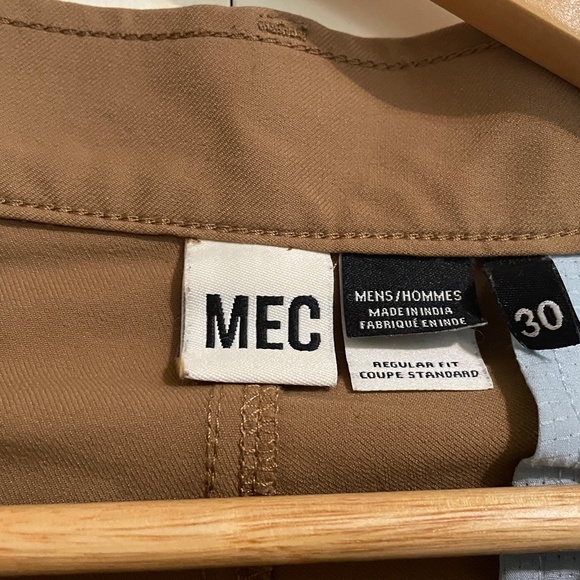 MEC
MENS/HOMMES
MADE IN INDIA
FABRIQUÉ EN INDE
REGULAR FIT
COUPE STANDARD
30